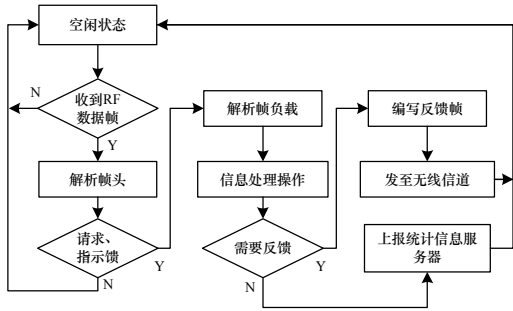 空闲状态
收到RF
数据帧
N
Y
解析帧头
请求、
指示馈
Y
N
解析帧负载
信息处理操作
需要反馈
Y
N
编写反馈帧
发至无线信道
上报统计信息服
务器